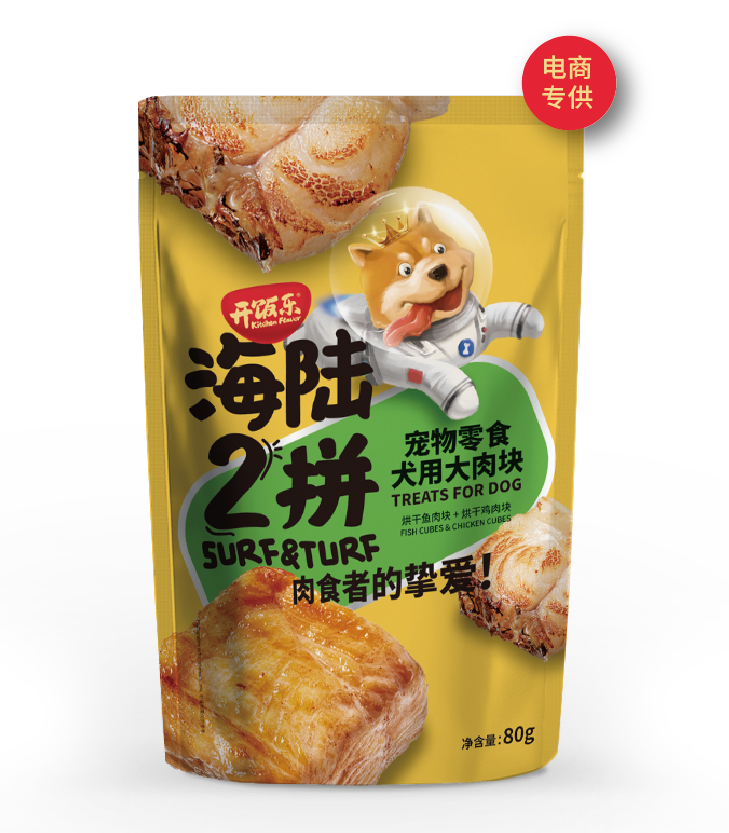 电商
专供
开饭乐®
Kitchen Flavor
海陆
2拼
SURF&TURF
宠物零食
犬用大肉块
TREATS FOR DOG
烘干鱼肉块+烘干鸡肉块
FISH CUBES & CHICKEN CUBES
肉食者的挚爱!
净含量:80g